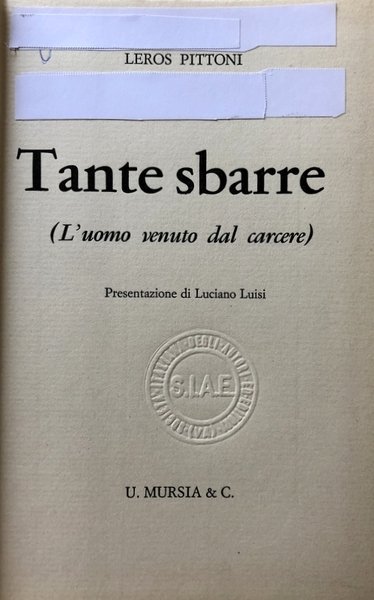 LEROS PITTONI
Tante sbarre
(L'uomo venuto dal carcere)
Presentazione di Luciano Luisi
S.I.A.E.
U. MURSIA & C.